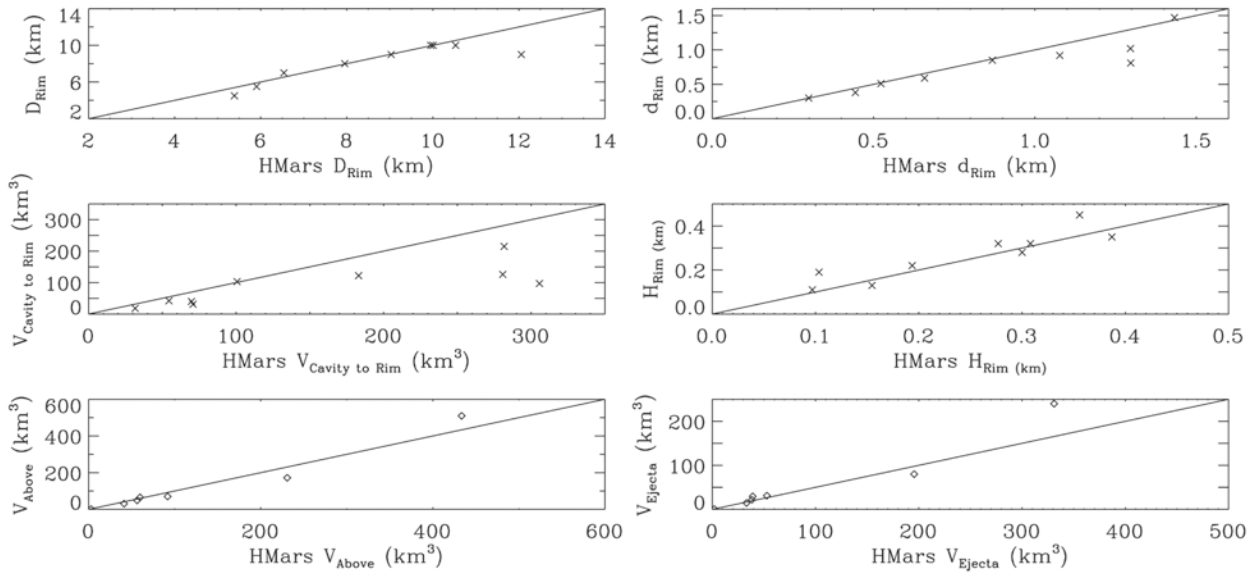 D_Rim (km)
14
10
6
2
2 4 6 8 10 12 14
HMars D_Rim (km)
d_Rim (km)
1.5
1.0
0.5
0.0
0.0 0.5 1.0 1.5
HMars d_Rim (km)
V_Cavity to Rim (km³)
300
200
100
0
0 100 200 300
HMars V_Cavity to Rim (km³)
H_Rim (km)
0.4
0.2
0.0
0.0 0.1 0.2 0.3 0.4 0.5
HMars H_Rim (km)
V_Above (km³)
600
400
200
0
0 200 400 600
HMars V_Above (km³)
V_Ejecta (km³)
200
100
0
0 100 200 300 400 500
HMars V_Ejecta (km³)